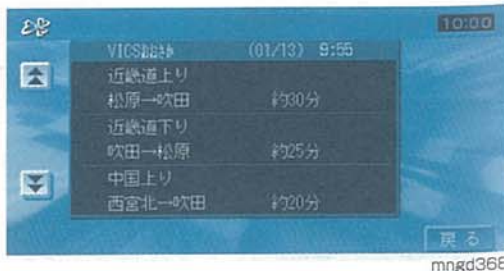 10:00
VICS (01/13) 9:55
近畿道上り
松原→吹田 約30分
近畿道下り
吹田→松原 約25分
中国上り
西宮北→吹田 約20分
戻る
mngd368